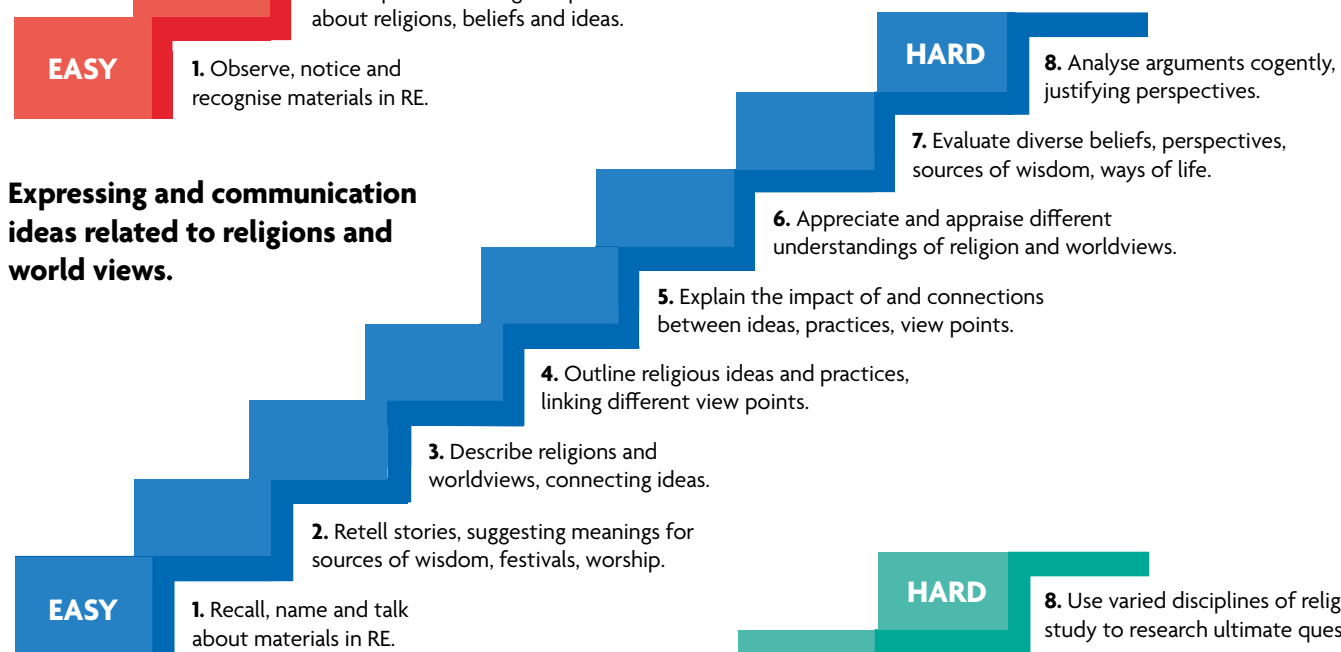 about religions, beliefs and ideas.
EASY
1. Observe, notice and
recognise materials in RE.
Expressing and communication
ideas related to religions and
world views.
HARD
8. Analyse arguments cogently,
justifying perspectives.
7. Evaluate diverse beliefs, perspectives,
sources of wisdom, ways of life.
6. Appreciate and appraise different
understandings of religion and worldviews.
5. Explain the impact of and connections
between ideas, practices, view points.
4. Outline religious ideas and practices,
linking different view points.
3. Describe religions and
worldviews, connecting ideas.
2. Retell stories, suggesting meanings for
sources of wisdom, festivals, worship.
EASY
1. Recall, name and talk
about materials in RE.
HARD
8. Use varied disciplines of
study to research ultimate